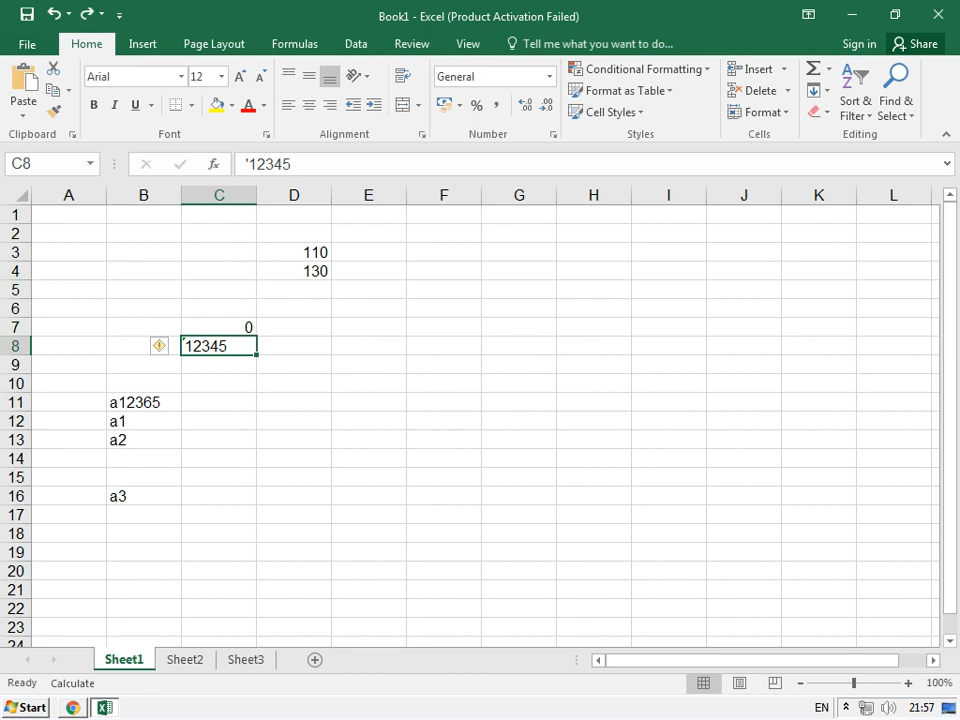 Book1 - Excel (Product Activation Failed)
File Home Insert Page Layout Formulas Data Review View Tell me what you want to do... Sign in Share
Paste Arial 12 A A General Conditional Formatting Insert Σ A Z
Format as Table Delete Sort & Find &
B I U A % , Cell Styles Format Filter Select
Clipboard Font Alignment Number Styles Cells Editing
C8 fx '12345
A B C D E F G H I J K L
1
2
3 110
4 130
5
6
7 0
8 12345
9
10
11 a12365
12 a1
13 a2
14
15
16 a3
17
18
19
20
21
22
23
24
Sheet1 Sheet2 Sheet3
Ready Calculate 100%
Start EN 21:57